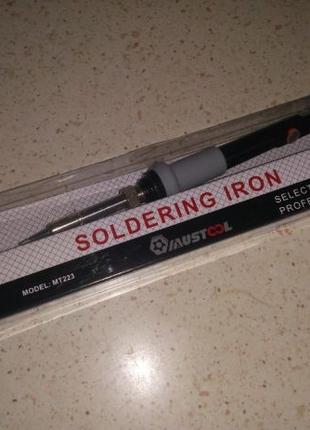 SOLDERING IRON
MUSTOOL
MODEL: MT223
SELECT
PROFE